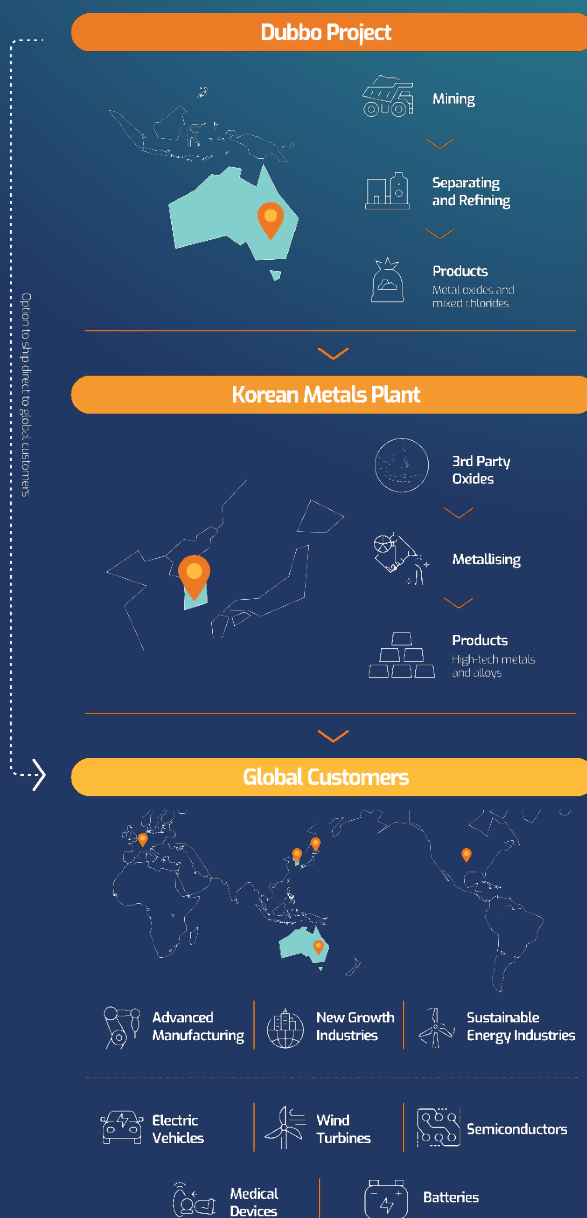 Dubbo Project
Mining
Separating
and Refining
Products
Metal oxides and
mixed chlorides
Option to ship direct to global customers
Korean Metals Plant
3rd Party
Oxides
Metallising
Products
High-tech metals
and alloys
Global Customers
Advanced
Manufacturing
New Growth
Industries
Sustainable
Energy Industries
Electric
Vehicles
Wind
Turbines
Semiconductors
Medical
Devices
Batteries